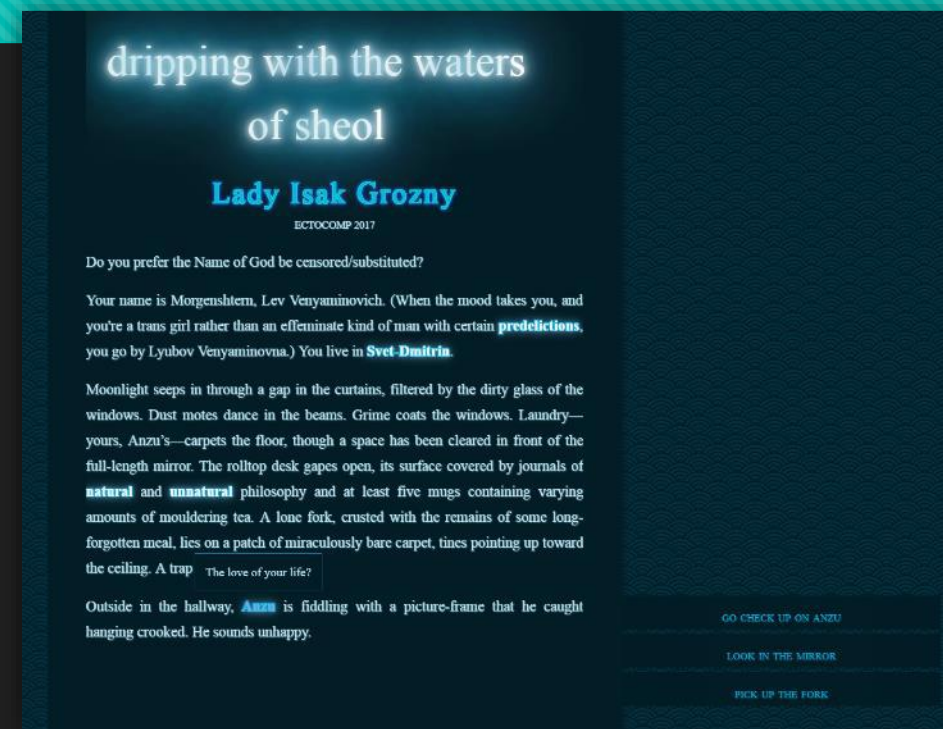 dripping with the waters
of sheol
Lady Isak Grozny
ECTOCOMP 2017
Do you prefer the Name of God be censored/substituted?
Your name is Morgenshtern, Lev Venyaminovich. (When the mood takes you, and
you're a trans girl rather than an effeminate kind of man with certain predelictions,
you go by Lyubov Venyaminovna.) You live in Svet-Dmitrin.
Moonlight seeps in through a gap in the curtains, filtered by the dirty glass of the
windows. Dust motes dance in the beams. Grime coats the windows. Laundry—
yours, Anzu's—carpets the floor, though a space has been cleared in front of the
full-length mirror. The rolltop desk gapes open, its surface covered by journals of
natural and unnatural philosophy and at least five mugs containing varying
amounts of mouldering tea. A lone fork, crusted with the remains of some long-
forgotten meal, lies on a patch of miraculously bare carpet, tines pointing up toward
the ceiling. A trap
The love of your life?
Outside in the hallway, Anzu is fiddling with a picture-frame that he caught
hanging crooked. He sounds unhappy.
GO CHECK UP ON ANZU
LOOK IN THE MIRROR
PICK UP THE FORK